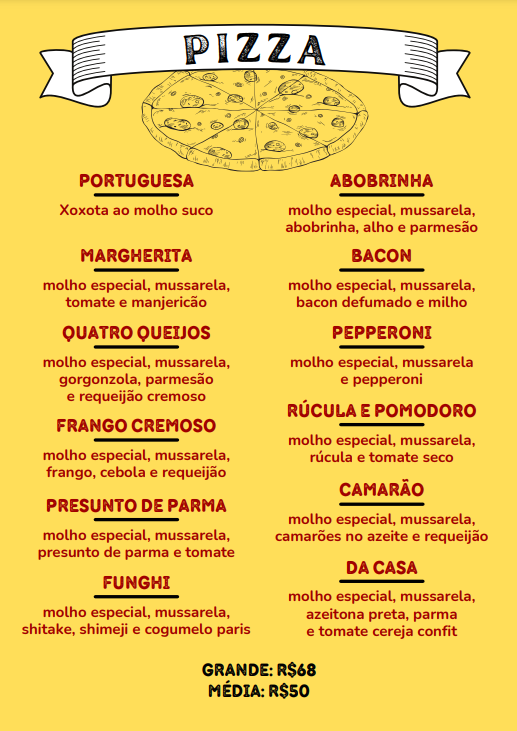 PIZZA
PORTUGUESA
Xoxota ao molho suco
MARGHERITA
molho especial, mussarela,
tomate e manjericão
QUATRO QUEIJOS
molho especial, mussarela,
gorgonzola, parmesão
e requeijão cremoso
FRANGO CREMOSO
molho especial, mussarela,
frango, cebola e requeijão
PRESUNTO DE PARMA
molho especial, mussarela,
presunto de parma e tomate
FUNGHI
molho especial, mussarela,
shitake, shimeji e cogumelo paris
ABOBRINHA
molho especial, mussarela,
abobrinha, alho e parmesão
BACON
molho especial, mussarela,
bacon defumado e milho
PEPPERONI
molho especial, mussarela
e pepperoni
RÚCULA E POMODORO
molho especial, mussarela,
rúcula e tomate seco
CAMARÃO
molho especial, mussarela,
camarões no azeite e requeijão
DA CASA
molho especial, mussarela,
azeitona preta, parma
e tomate cereja confit
GRANDE: R$68
MÉDIA: R$50